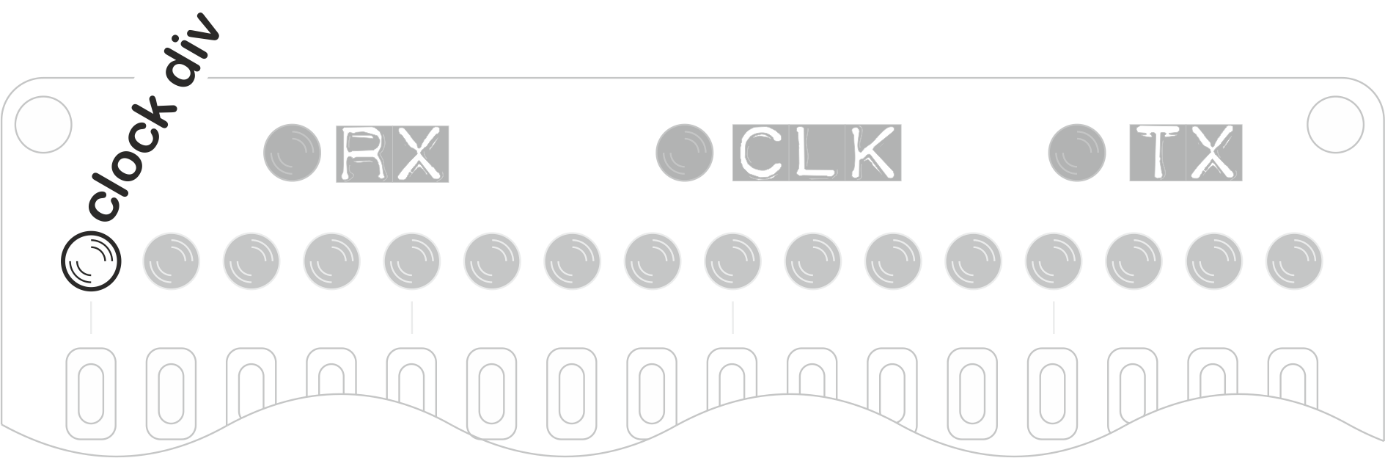 clock div
RX
CLK
TX